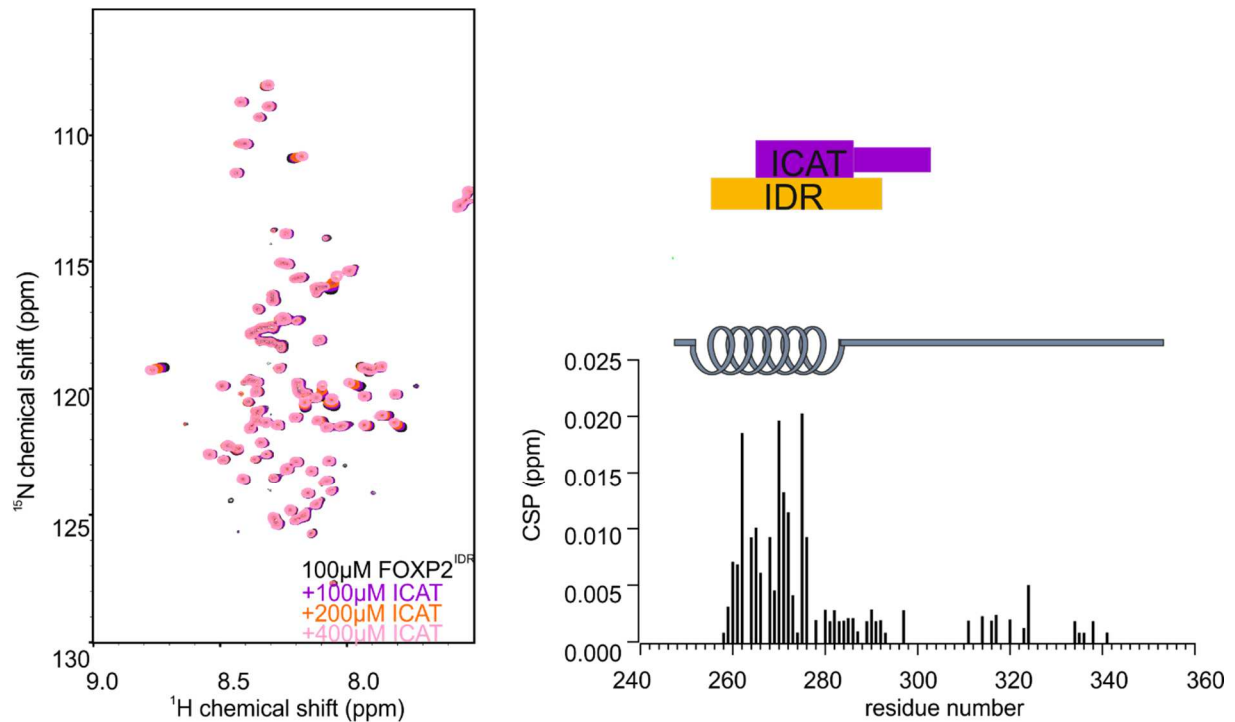 110
115
120
125
130
¹⁵N chemical shift (ppm)
9.0 8.5 8.0
¹H chemical shift (ppm)
100µM FOXP2ᴵᴰᴿ
+100µM ICAT
+200µM ICAT
+400µM ICAT
ICAT
IDR
0.025
0.020
0.015
0.010
0.005
0.000
CSP (ppm)
240 260 280 300 320 340 360
residue number